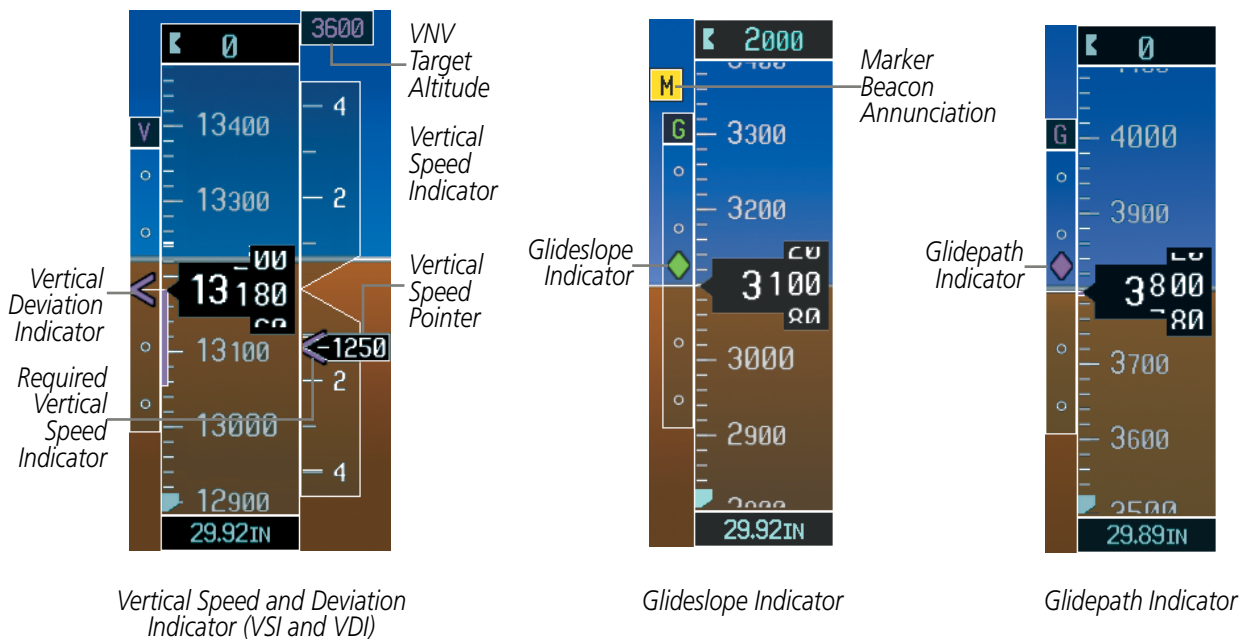 0
3600
VNV
Target
Altitude
4
V
13400
Vertical
Speed
Indicator
13300
2
Vertical
Deviation
Indicator
13180
Vertical
Speed
Pointer
-1250
13100
2
Required
Vertical
Speed
Indicator
13000
4
12900
29.92IN
Vertical Speed and Deviation
Indicator (VSI and VDI)
2000
M
Marker
Beacon
Annunciation
G
3300
3200
Glideslope
Indicator
3100
80
3000
2900
29.92IN
Glideslope Indicator
0
G
4000
3900
Glidepath
Indicator
3800
80
3700
3600
29.89IN
Glidepath Indicator